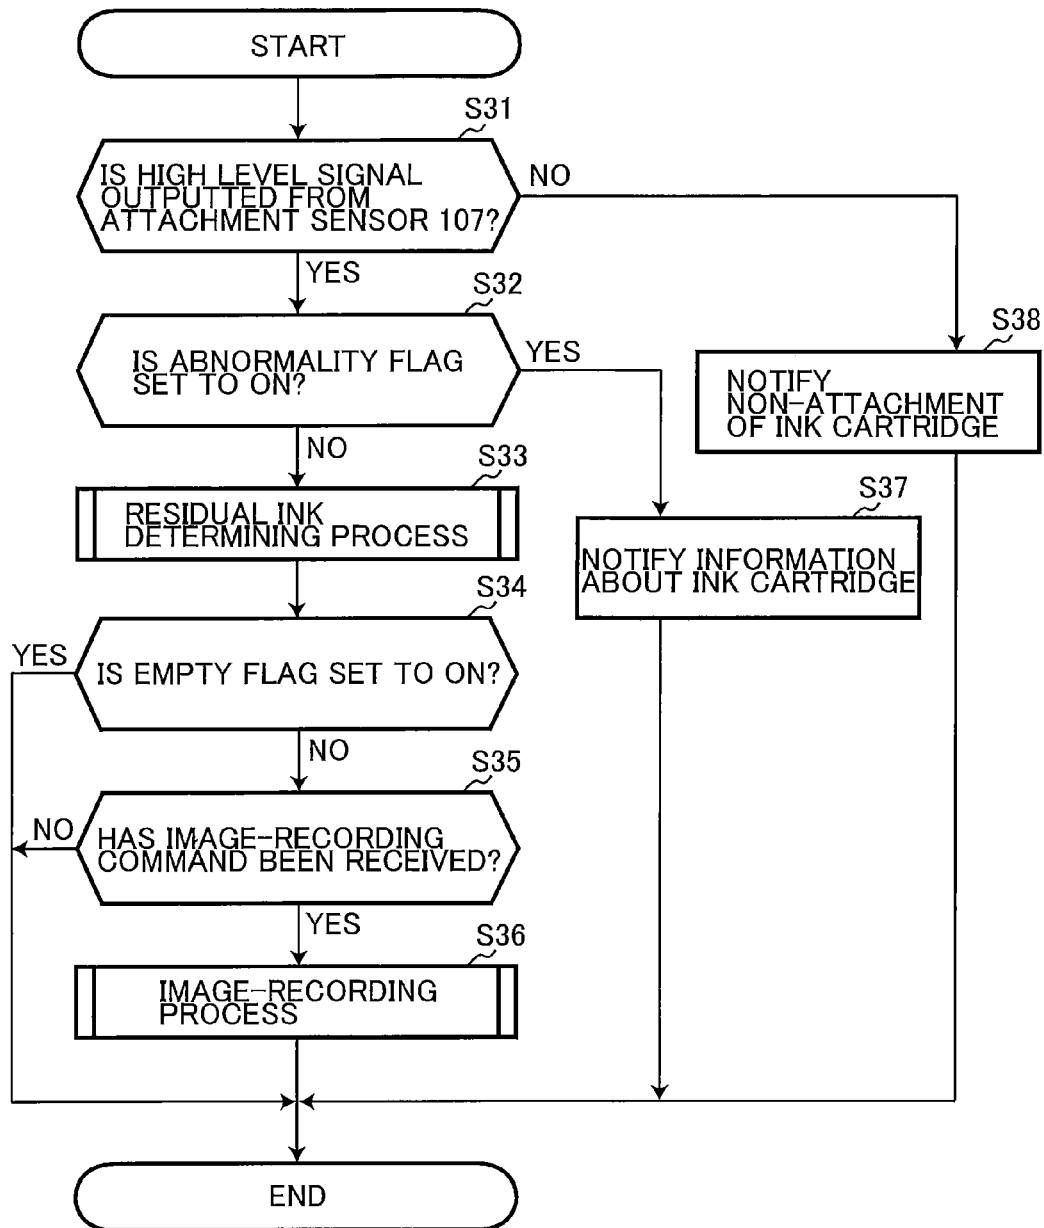 START
S31
IS HIGH LEVEL SIGNAL
OUTPUTTED FROM
ATTACHMENT SENSOR 107?
NO
YES
S32
IS ABNORMALITY FLAG
SET TO ON?
YES
S38
NOTIFY
NON-ATTACHMENT
OF INK CARTRIDGE
NO
S33
RESIDUAL INK
DETERMINING PROCESS
S37
NOTIFY INFORMATION
ABOUT INK CARTRIDGE
S34
YES
IS EMPTY FLAG SET TO ON?
NO
S35
NO
HAS IMAGE-RECORDING
COMMAND BEEN RECEIVED?
YES
S36
IMAGE-RECORDING
PROCESS
END